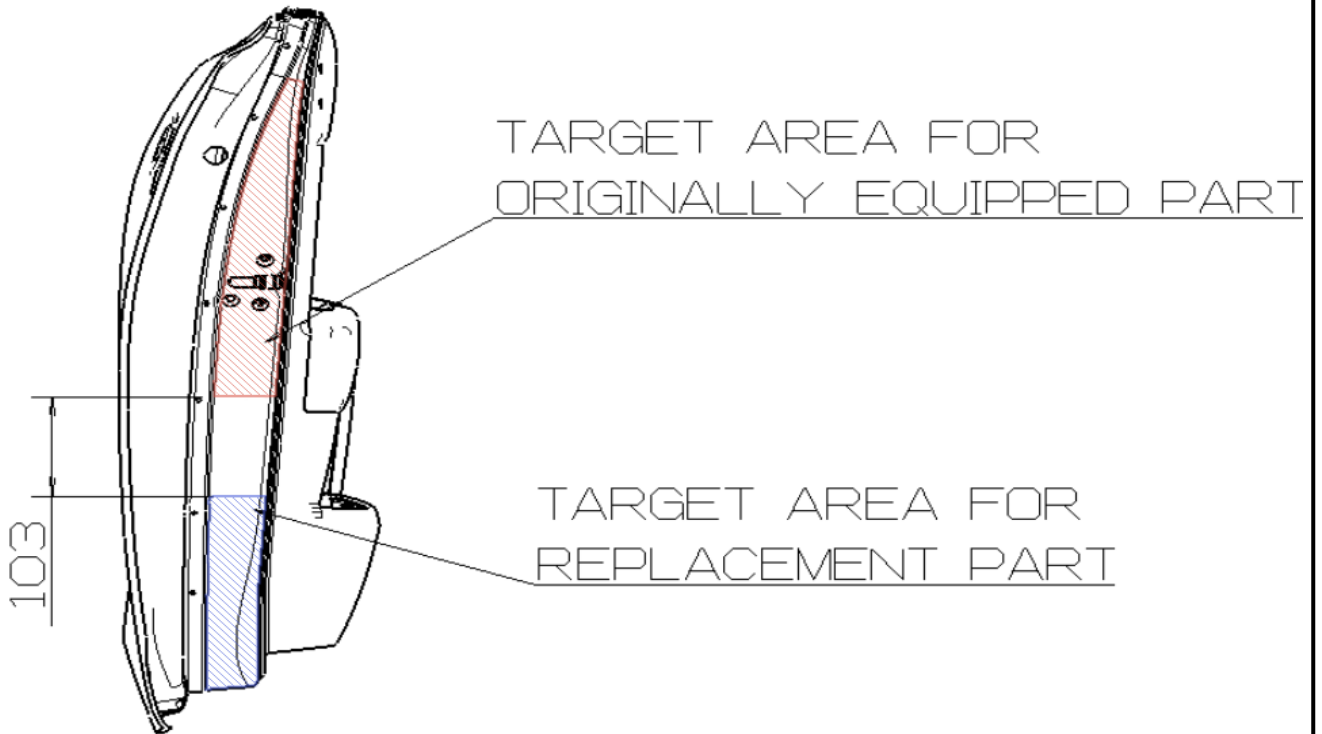 TARGET AREA FOR
ORIGINALLY EQUIPPED PART
TARGET AREA FOR
REPLACEMENT PART
103